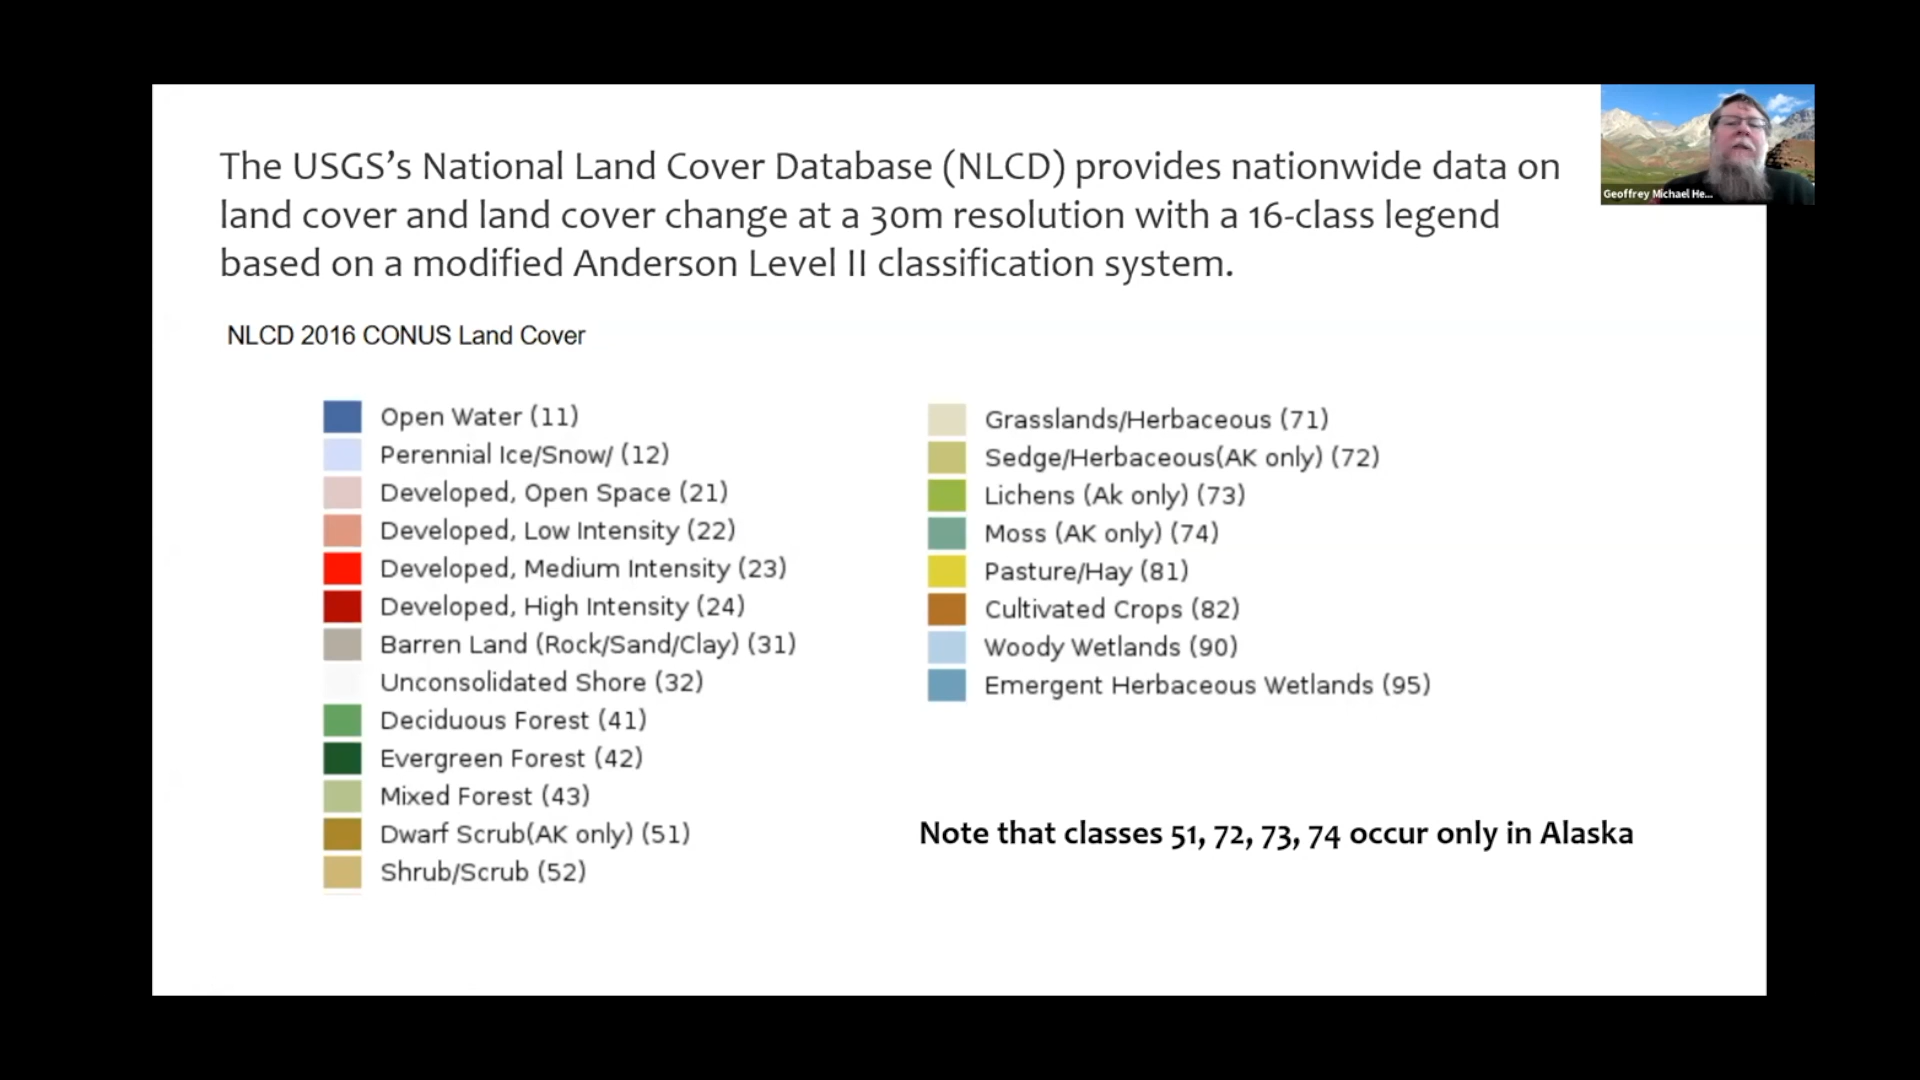 The USGS’s National Land Cover Database (NLCD) provides nationwide data on
land cover and land cover change at a 30m resolution with a 16-class legend
based on a modified Anderson Level II classification system.
NLCD 2016 CONUS Land Cover
Open Water (11)
Perennial Ice/Snow/ (12)
Developed, Open Space (21)
Developed, Low Intensity (22)
Developed, Medium Intensity (23)
Developed, High Intensity (24)
Barren Land (Rock/Sand/Clay) (31)
Unconsolidated Shore (32)
Deciduous Forest (41)
Evergreen Forest (42)
Mixed Forest (43)
Dwarf Scrub(AK only) (51)
Shrub/Scrub (52)
Grasslands/Herbaceous (71)
Sedge/Herbaceous(AK only) (72)
Lichens (Ak only) (73)
Moss (AK only) (74)
Pasture/Hay (81)
Cultivated Crops (82)
Woody Wetlands (90)
Emergent Herbaceous Wetlands (95)
Note that classes 51, 72, 73, 74 occur only in Alaska
Geoffrey Michael He...